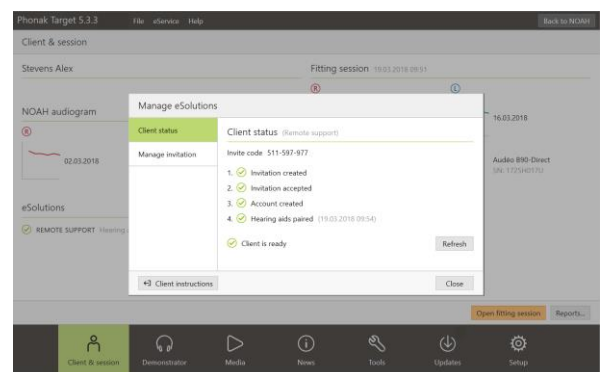 Phonak Target 5.3.3 File eService Help Back to NOAH
Client & session
Stevens Alex
Fitting session 19.03.2018 09:51
R L
NOAH audiogram
R
02.03.2018
16.03.2018
Audéo B90-Direct
eSolutions
REMOTE SUPPORT Hearing
Manage eSolutions
Client status
Manage invitation
Client status (Remote support)
Invite code 511-597-977
1. Invitation created
2. Invitation accepted
3. Account created
4. Hearing aids paired (19.03.2018 09:54)
Client is ready
Refresh
Client instructions
Close
Open fitting session Reports...
Client & session Demonstrator Media News Tools Updates Setup